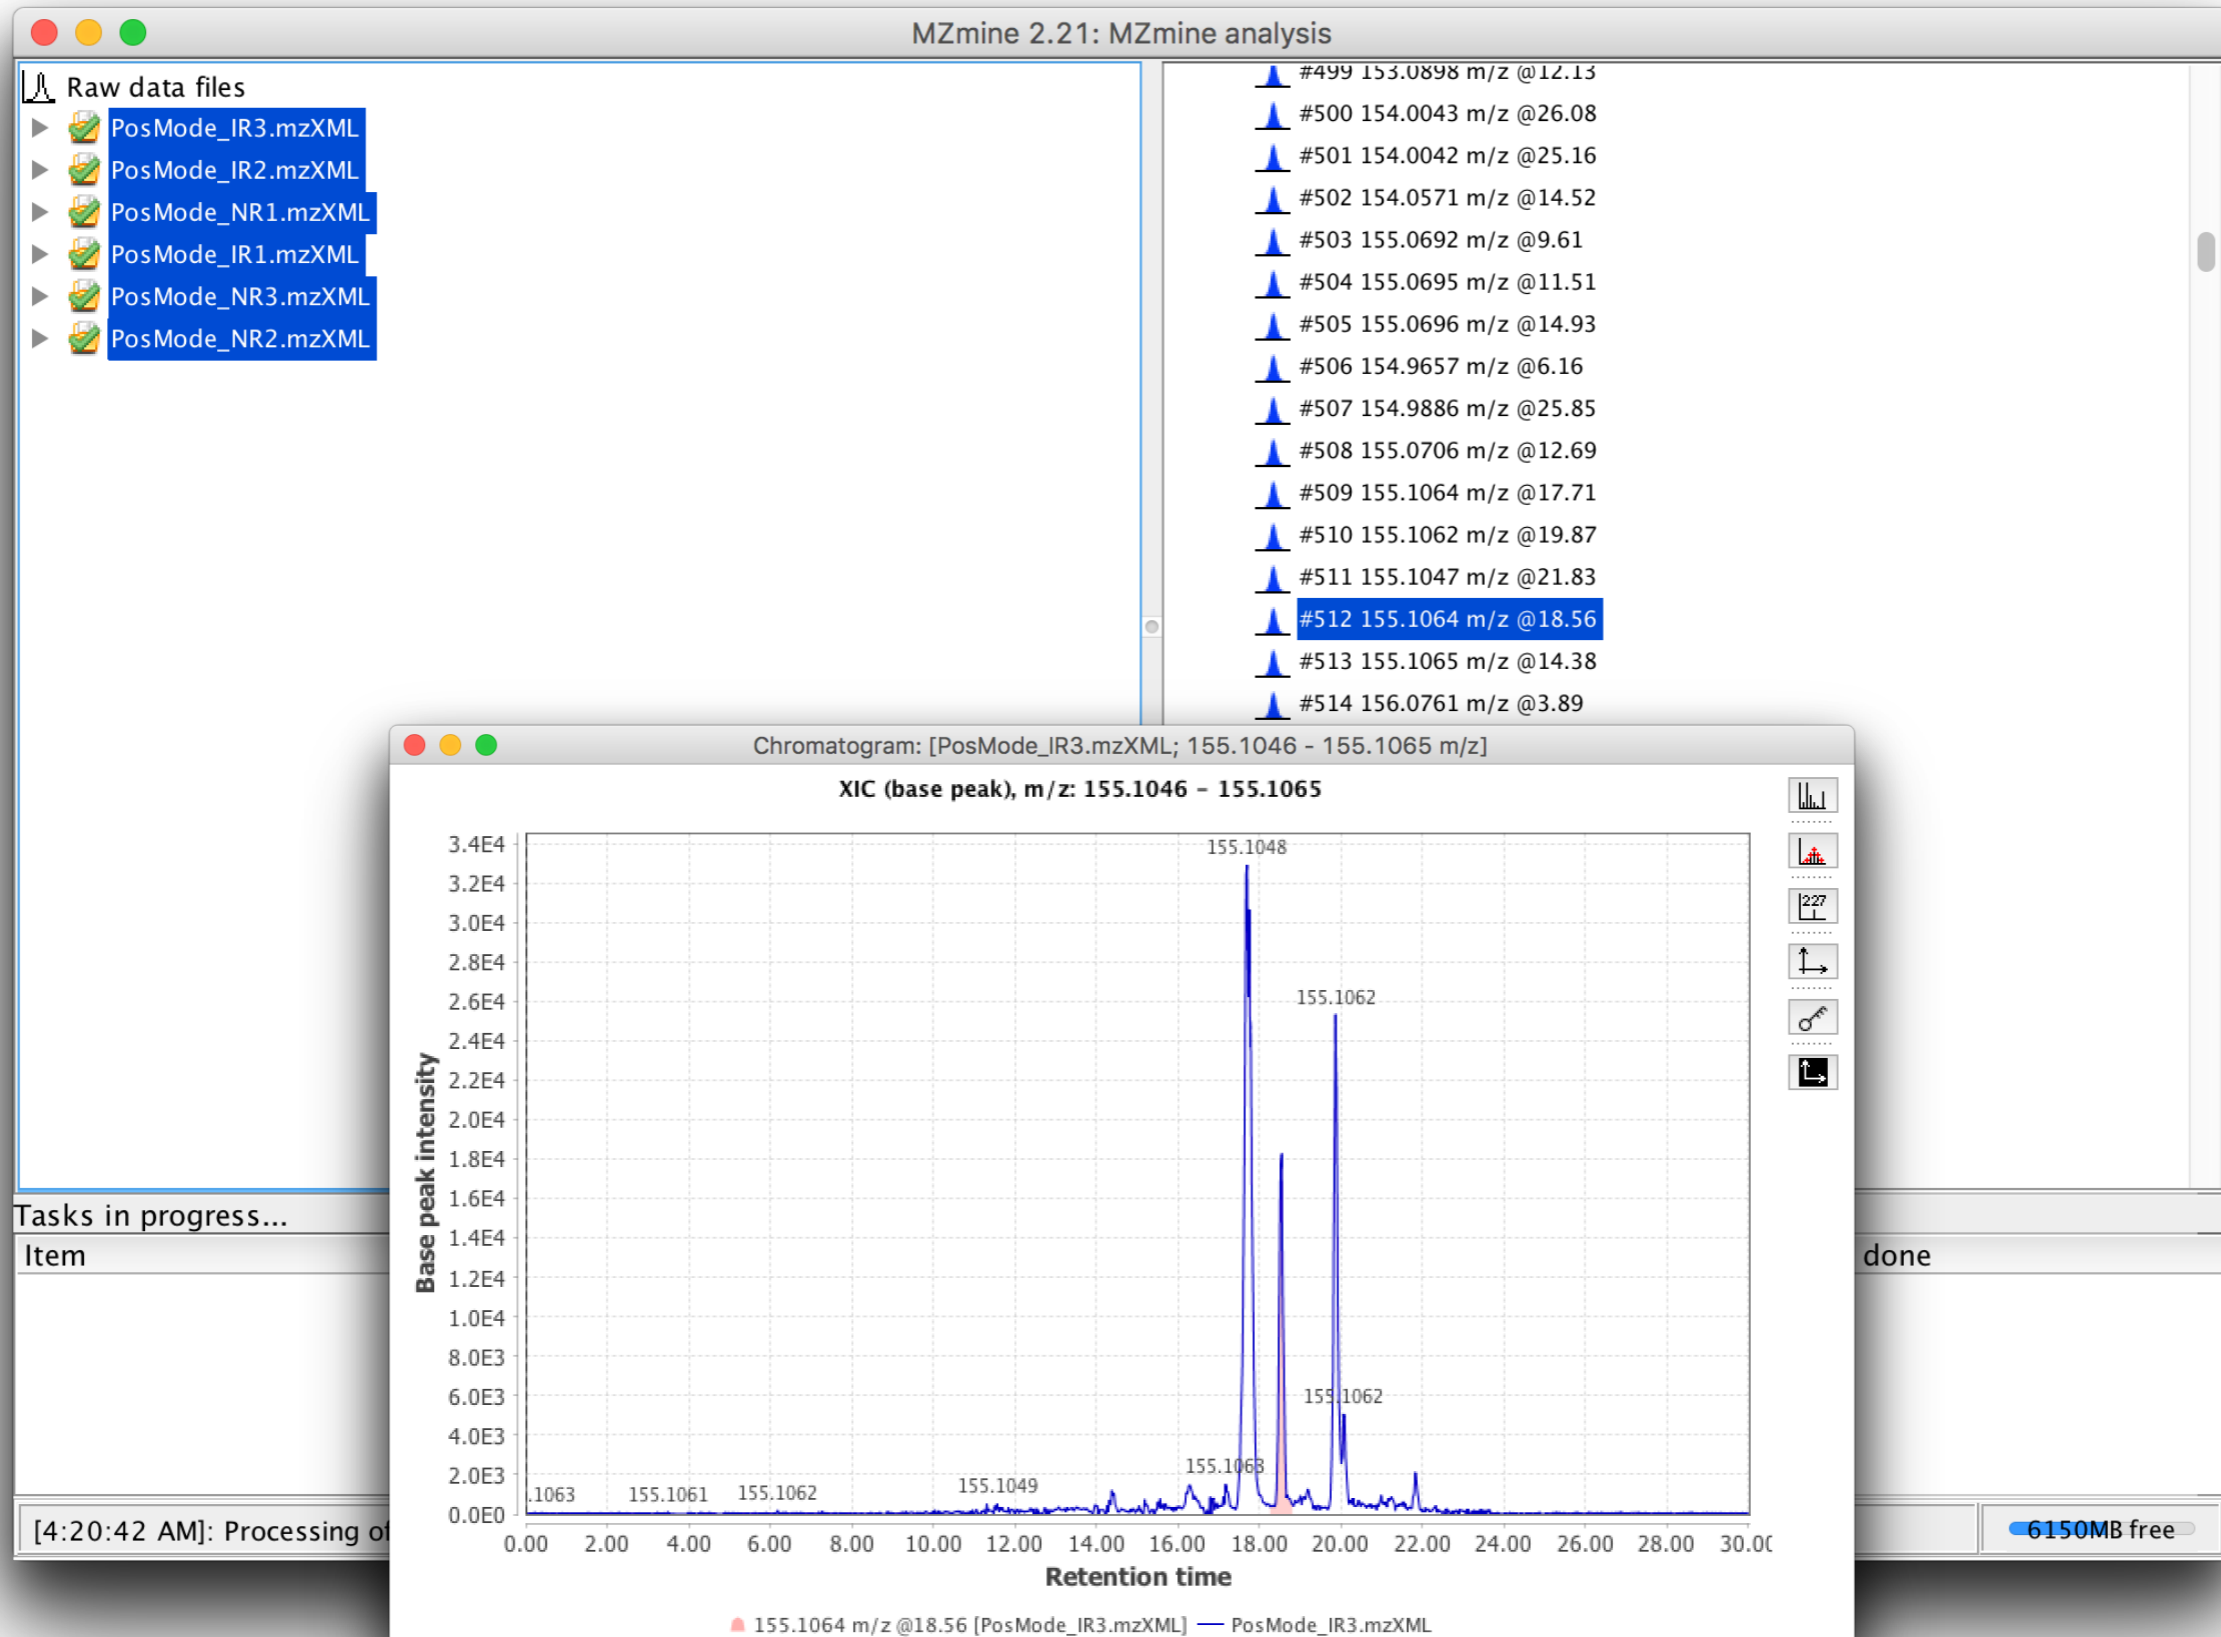 MZmine 2.21: MZmine analysis
Raw data files
PosMode_IR3.mzXML
PosMode_IR2.mzXML
PosMode_NR1.mzXML
PosMode_IR1.mzXML
PosMode_NR3.mzXML
PosMode_NR2.mzXML
#499 153.0898 m/z @12.13
#500 154.0043 m/z @26.08
#501 154.0042 m/z @25.16
#502 154.0571 m/z @14.52
#503 155.0692 m/z @9.61
#504 155.0695 m/z @11.51
#505 155.0696 m/z @14.93
#506 154.9657 m/z @6.16
#507 154.9886 m/z @25.85
#508 155.0706 m/z @12.69
#509 155.1064 m/z @17.71
#510 155.1062 m/z @19.87
#511 155.1047 m/z @21.83
#512 155.1064 m/z @18.56
#513 155.1065 m/z @14.38
#514 156.0761 m/z @3.89
Chromatogram: [PosMode_IR3.mzXML; 155.1046 - 155.1065 m/z]
XIC (base peak), m/z: 155.1046 – 155.1065
227
Base peak intensity
3.4E4
3.2E4
3.0E4
2.8E4
2.6E4
2.4E4
2.2E4
2.0E4
1.8E4
1.6E4
1.4E4
1.2E4
1.0E4
8.0E3
6.0E3
4.0E3
2.0E3
0.0E0
155.1048
155.1062
155.1062
155.1063
155.1049
.1063 155.1061 155.1062
0.00 2.00 4.00 6.00 8.00 10.00 12.00 14.00 16.00 18.00 20.00 22.00 24.00 26.00 28.00 30.00
Retention time
155.1064 m/z @18.56 [PosMode_IR3.mzXML] PosMode_IR3.mzXML
Tasks in progress...
Item
done
[4:20:42 AM]: Processing of
6150MB free